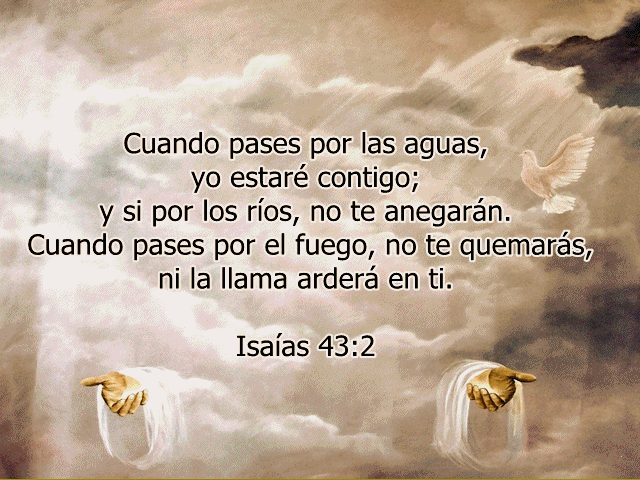 Cuando pases por las aguas,
yo estaré contigo;
y si por los ríos, no te anegarán.
Cuando pases por el fuego, no te quemarás,
ni la llama arderá en ti.
Isaías 43:2